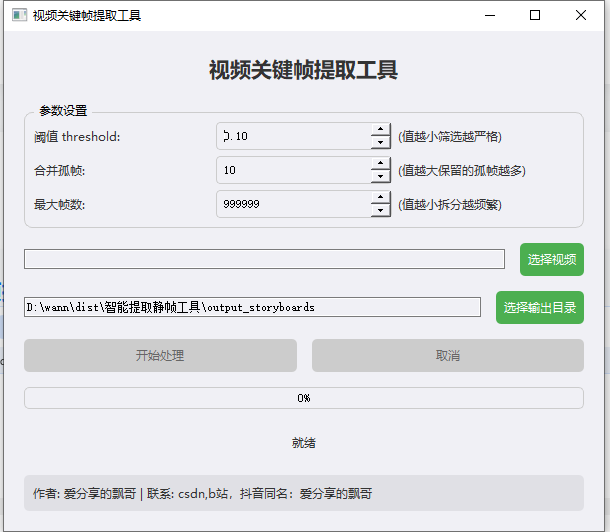 视频关键帧提取工具
视频关键帧提取工具
参数设置
阈值 threshold: 0.10 (值越小筛选越严格)
合并孤帧: 10 (值越大保留的孤帧越多)
最大帧数: 999999 (值越小拆分越频繁)
选择视频
D:\wann\dist\智能提取静帧工具\output_storyboards 选择输出目录
开始处理 取消
0%
就绪
作者: 爱分享的飘哥 | 联系: csdn,b站，抖音同名：爱分享的飘哥